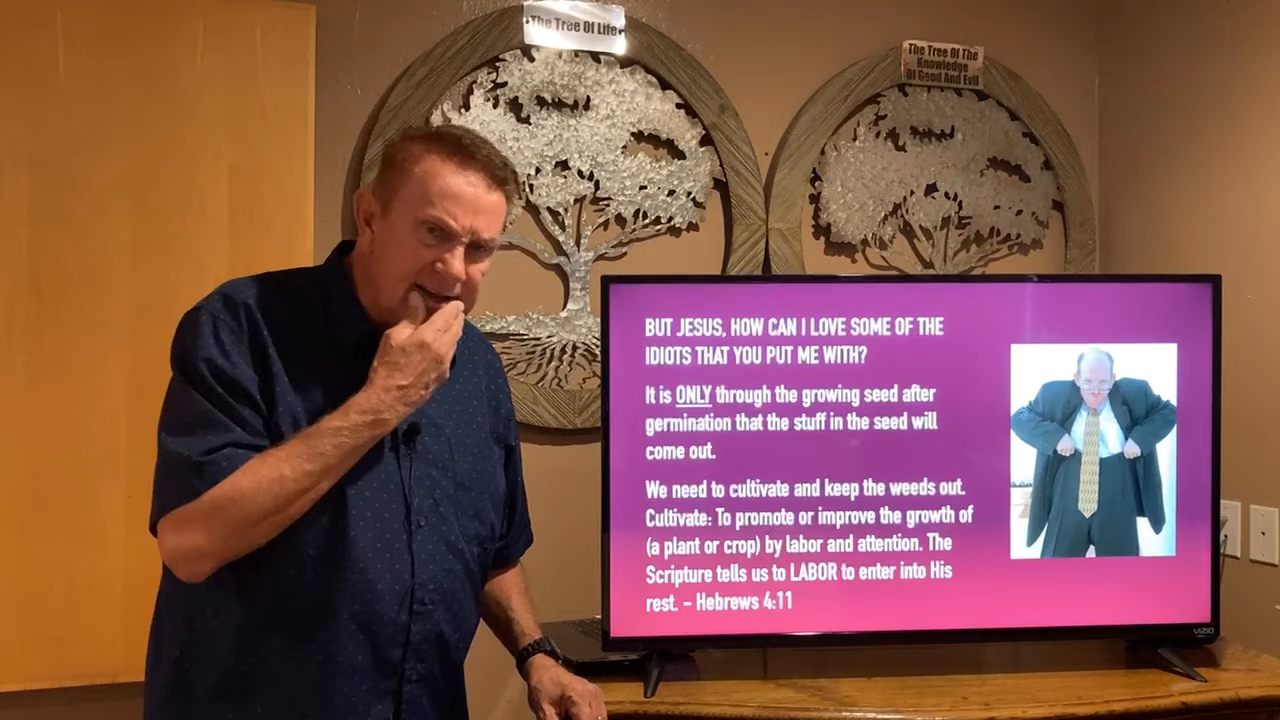 •The Tree Of Life•
The Tree Of The
Knowledge
Of Good And Evil
BUT JESUS, HOW CAN I LOVE SOME OF THE
IDIOTS THAT YOU PUT ME WITH?
It is ONLY through the growing seed after
germination that the stuff in the seed will
come out.
We need to cultivate and keep the weeds out.
Cultivate: To promote or improve the growth of
(a plant or crop) by labor and attention. The
Scripture tells us to LABOR to enter into His
rest. – Hebrews 4:11
VIZIO